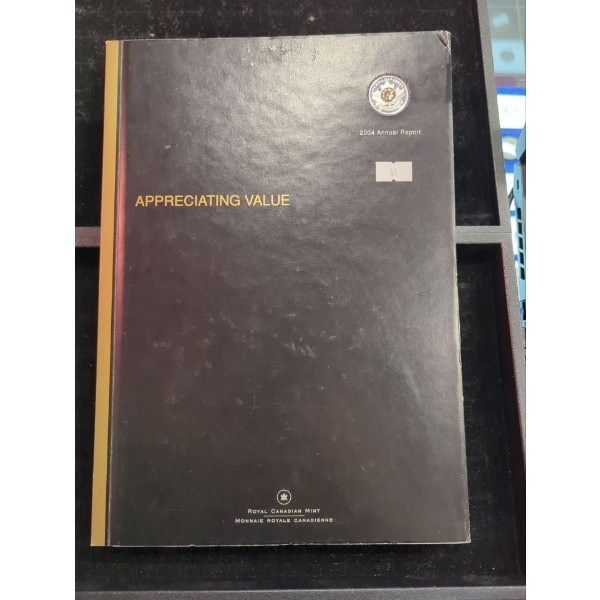 2004 Annual Report
APPRECIATING VALUE
ROYAL CANADIAN MINT
MONNAIE ROYALE CANADIENNE